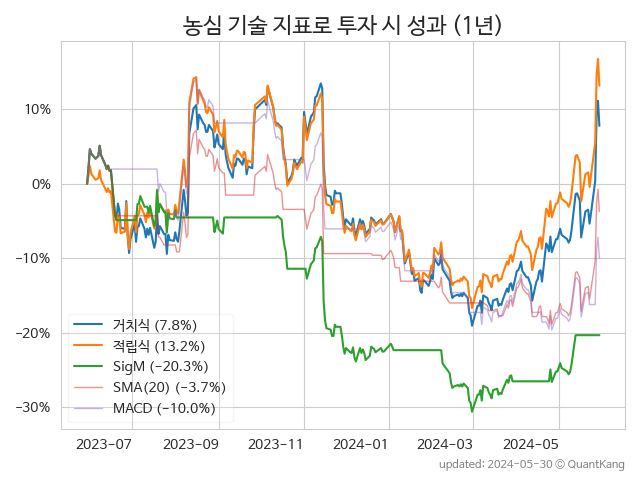 농심 기술 지표로 투자 시 성과 (1년)
10%
0%
−10%
−20%
−30%
거치식 (7.8%)
적립식 (13.2%)
SigM (−20.3%)
SMA(20) (−3.7%)
MACD (−10.0%)
2023−07
2023−09
2023−11
2024−01
2024−03
2024−05
updated: 2024-05-30 ⓒ QuantKang